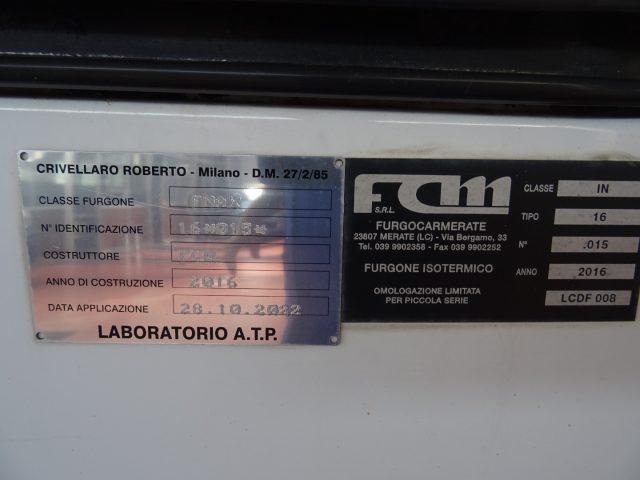 CRIVELLARO ROBERTO - Milano - D.M. 27/2/85
CLASSE FURGONE
N° IDENTIFICAZIONE 16*015*
COSTRUTTORE
ANNO DI COSTRUZIONE 2016
DATA APPLICAZIONE 28.10.2022
LABORATORIO A.T.P.
FCM
S.R.L.
FURGOCARMERATE
23807 MERATE (LC) - Via Bergamo, 33
Tel. 039 9902358 - Fax 039 9902252
FURGONE ISOTERMICO
OMOLOGAZIONE LIMITATA
PER PICCOLA SERIE
CLASSE IN
TIPO 16
N° .015
ANNO 2016
LCDF 008